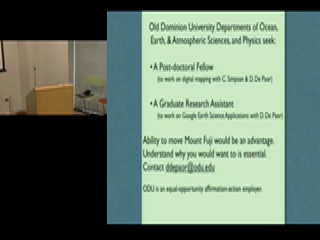 Old Dominion University Departments of Ocean,
Earth, & Atmospheric Sciences, and Physics seek:
• A Post-doctoral Fellow
(to work on digital mapping with C. Simpson & D. De Paor)
• A Graduate Research Assistant
(to work on Google Earth Science Applications with D. De Paor)
Ability to move Mount Fuji would be an advantage.
Understand why you would want to is essential.
Contact ddepaor@odu.edu
ODU is an equal-opportunity affirmation-action employer.